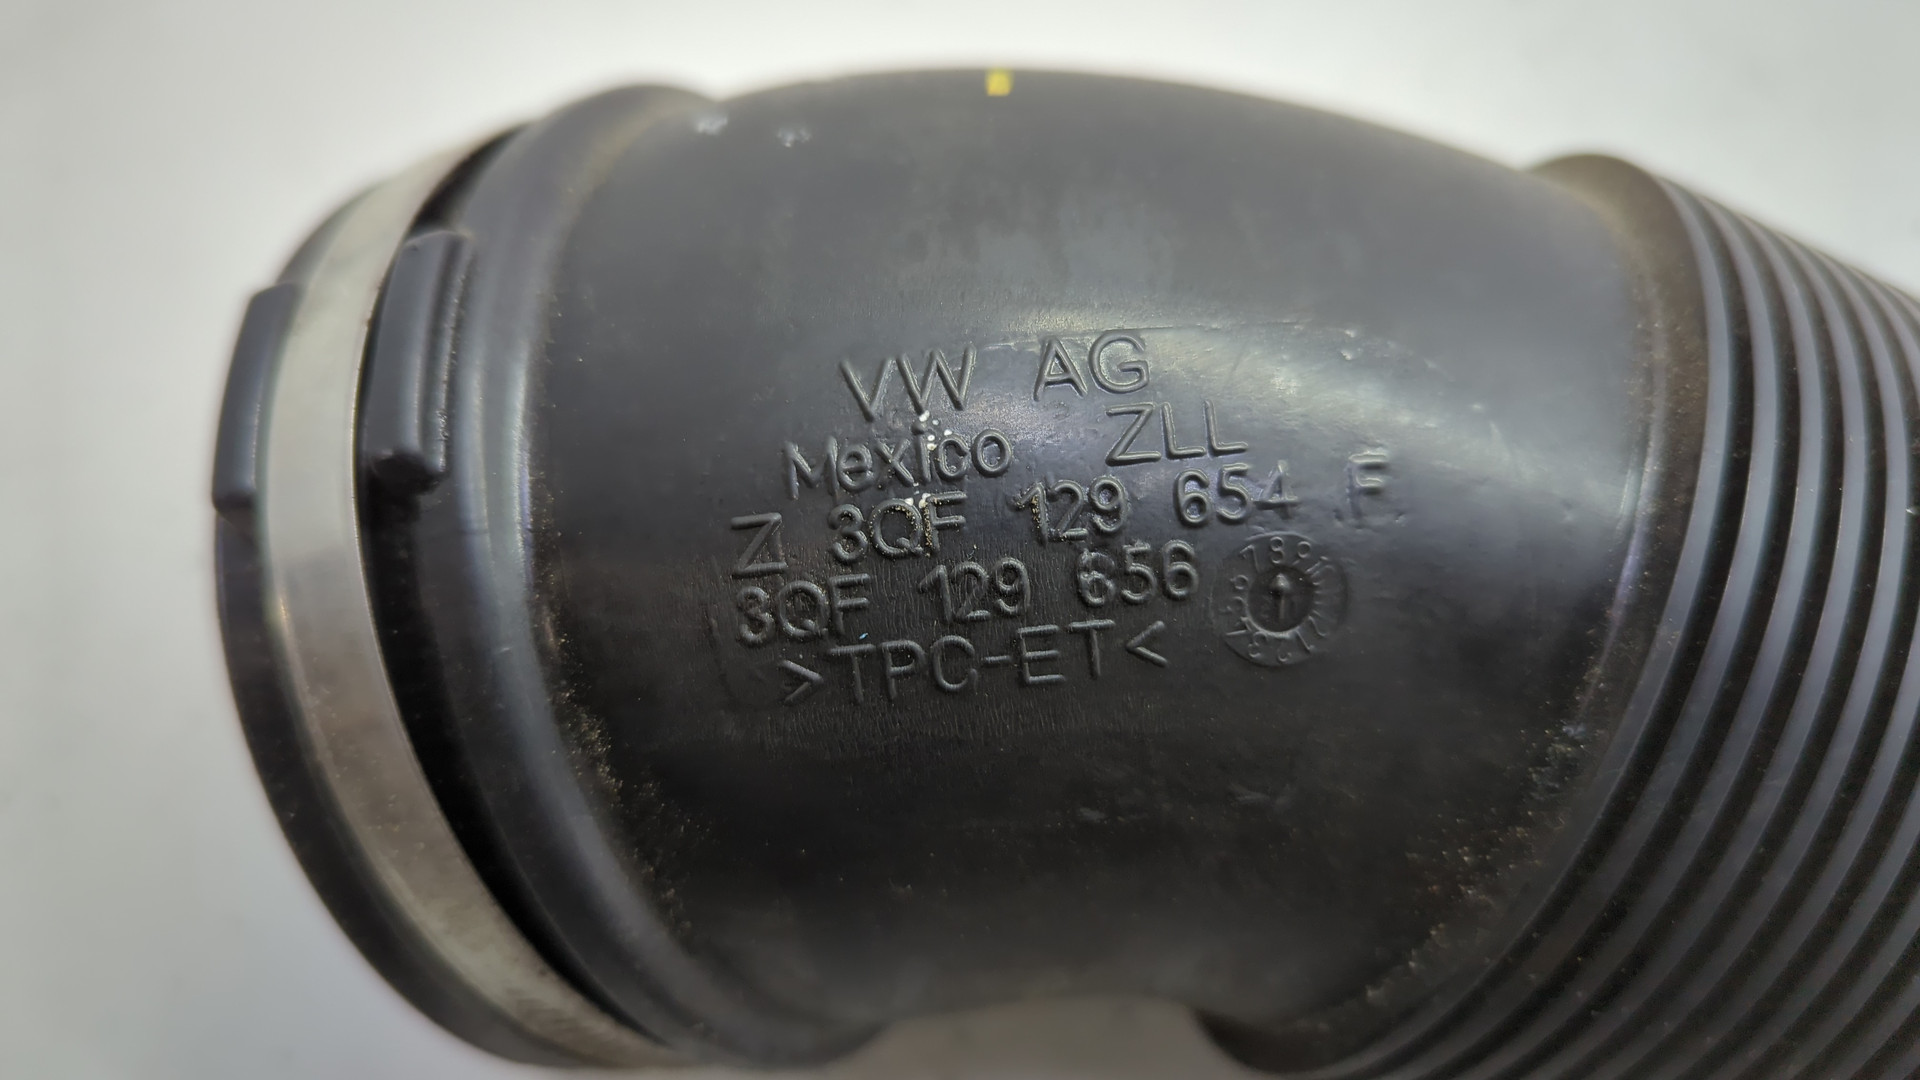 VW AG
Mexico ZLL
Z 3QF 129 654 F
3QF 129 656
>TPC-ET<